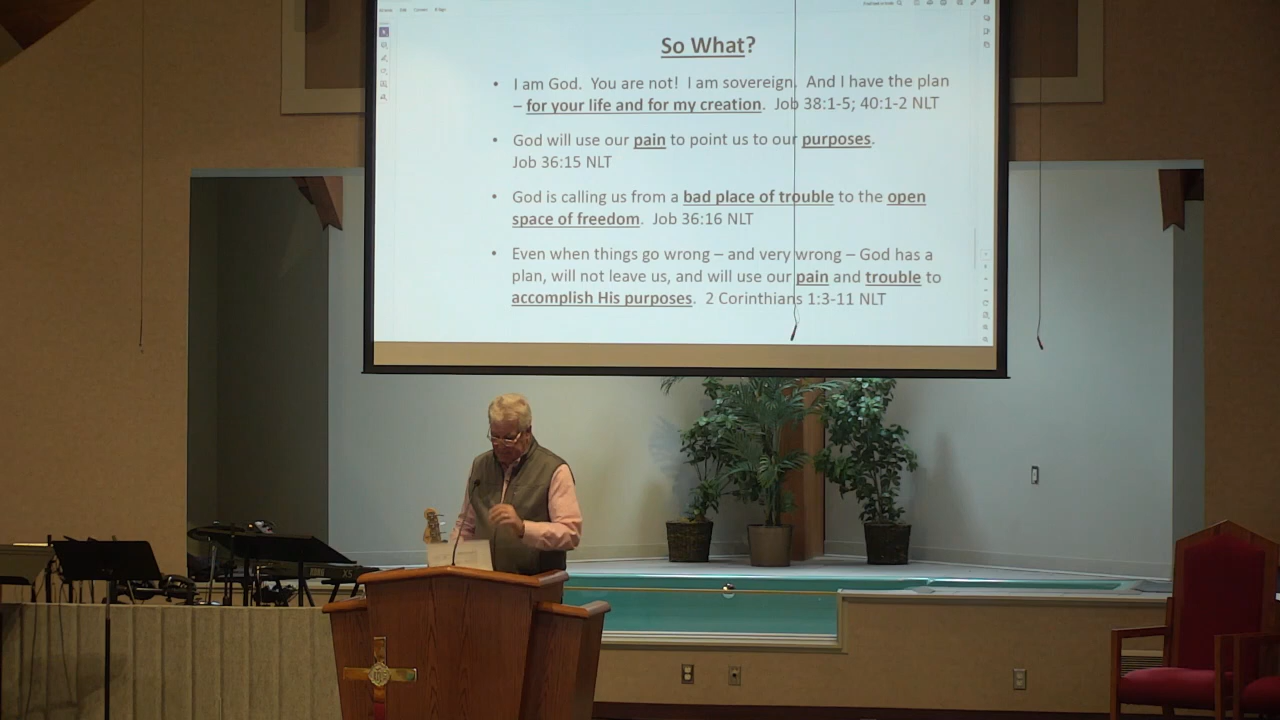 So What?
• I am God. You are not! I am sovereign. And I have the plan
– for your life and for my creation. Job 38:1-5; 40:1-2 NLT
• God will use our pain to point us to our purposes.
Job 36:15 NLT
• God is calling us from a bad place of trouble to the open
space of freedom. Job 36:16 NLT
• Even when things go wrong – and very wrong – God has a
plan, will not leave us, and will use our pain and trouble to
accomplish His purposes. 2 Corinthians 1:3-11 NLT